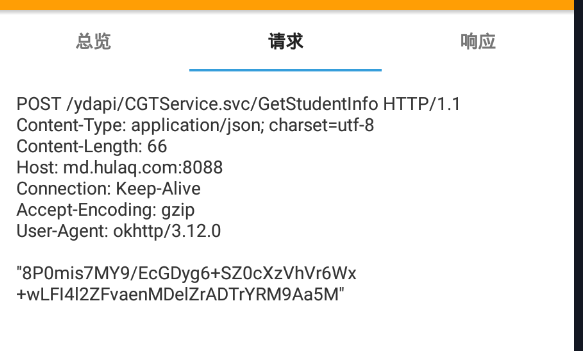 总览 请求 响应
POST /ydapi/CGTService.svc/GetStudentInfo HTTP/1.1
Content-Type: application/json; charset=utf-8
Content-Length: 66
Host: md.hulaq.com:8088
Connection: Keep-Alive
Accept-Encoding: gzip
User-Agent: okhttp/3.12.0
"8P0mis7MY9/EcGDyg6+SZ0cXzVhVr6Wx
+wLFI4l2ZFvaenMDelZrADTrYRM9Aa5M"